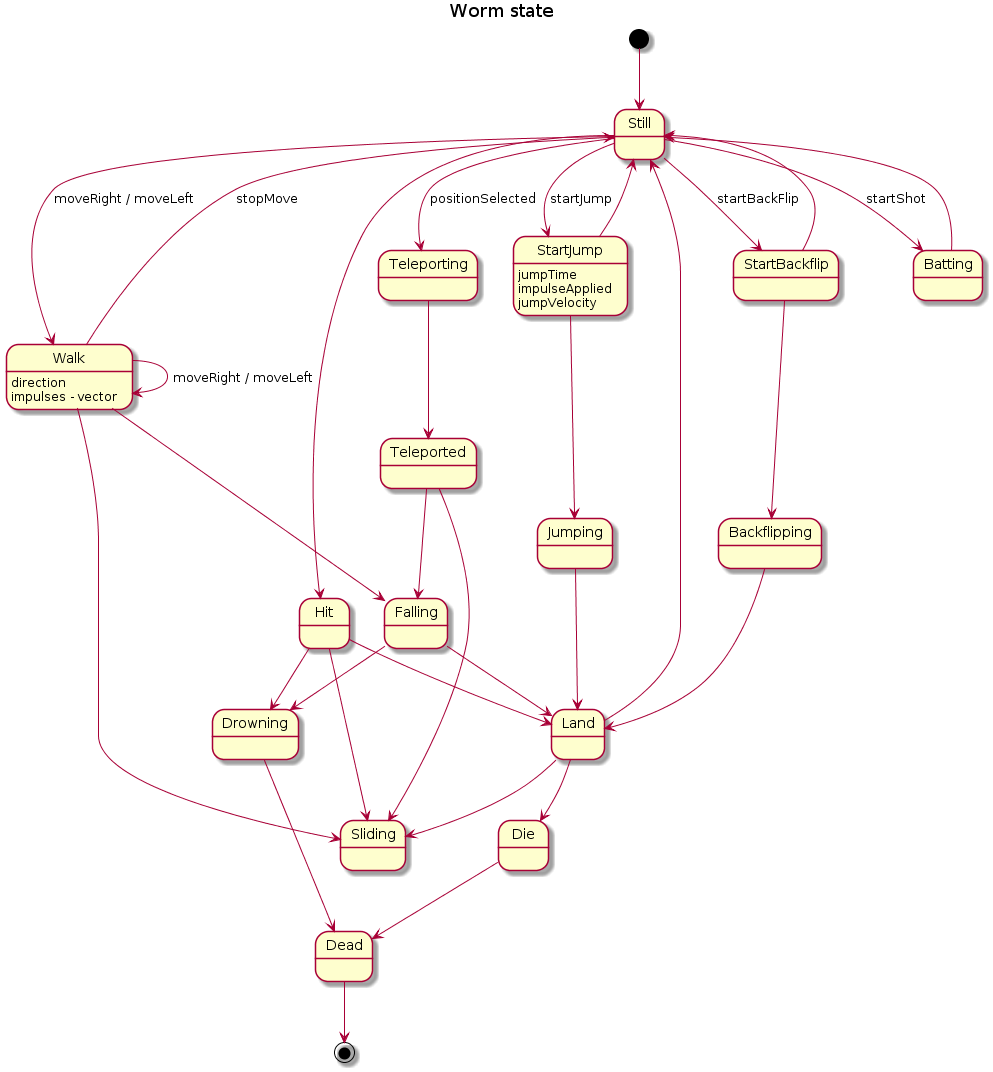 Worm state
Still
moveRight / moveLeft
stopMove
positionSelected
startJump
startBackFlip
startShot
Teleporting
StartJump
jumpTime
impulseApplied
jumpVelocity
StartBackflip
Batting
Walk
direction
impulses - vector
moveRight / moveLeft
Teleported
Jumping
Backflipping
Hit
Falling
Drowning
Land
Sliding
Die
Dead